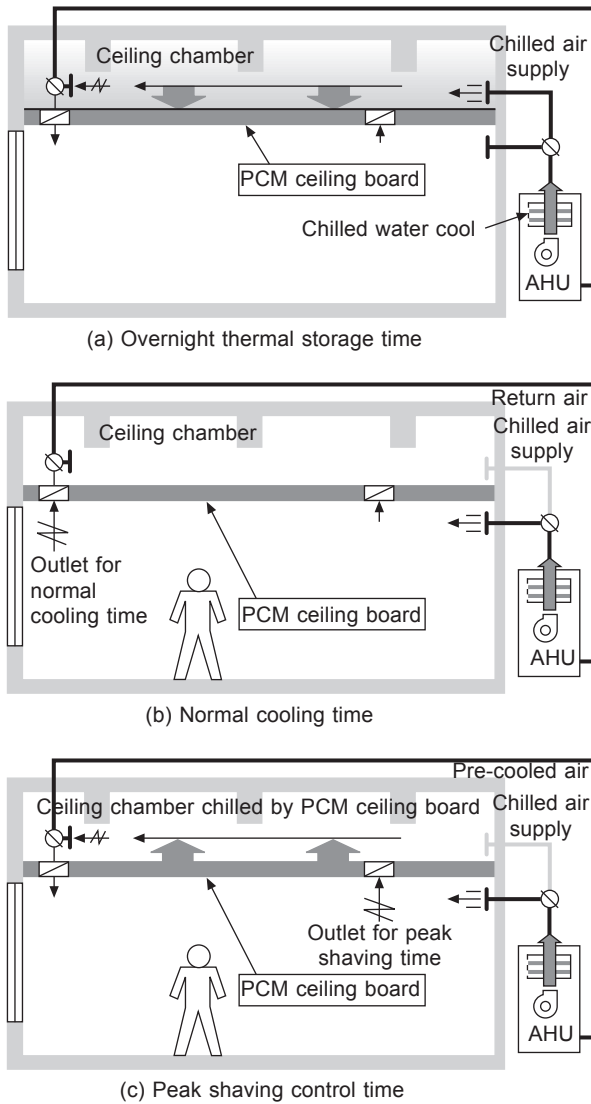 Ceiling chamber
Chilled air
supply
PCM ceiling board
Chilled water cool
AHU
(a) Overnight thermal storage time
Return air
Ceiling chamber
Chilled air
supply
Outlet for
normal
cooling time
PCM ceiling board
AHU
(b) Normal cooling time
Pre-cooled air
Ceiling chamber chilled by PCM ceiling board
Chilled air
supply
Outlet for peak
shaving time
PCM ceiling board
AHU
(c) Peak shaving control time